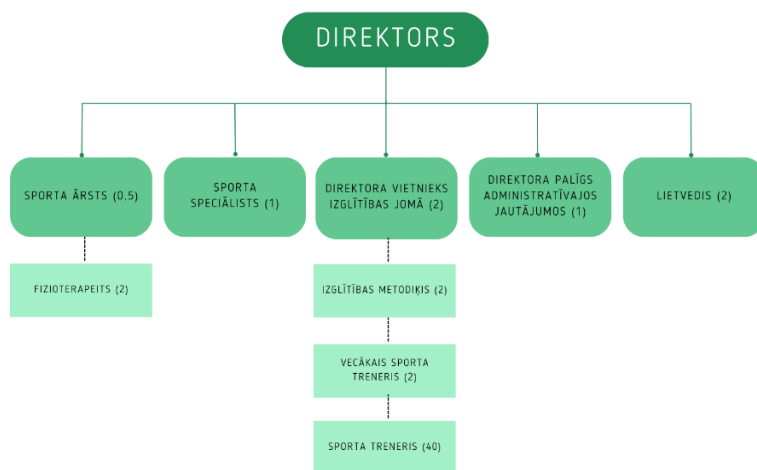 DIREKTORS
SPORTA ĀRSTS (0,5)
SPORTA
SPECIĀLISTS (1)
DIREKTORA VIETNIEKS
IZGLĪTĪBAS JOMĀ (2)
DIREKTORA PALĪGS
ADMINISTRATĪVAJOS
JAUTĀJUMOS (1)
LIETVEDIS (2)
FIZIOTERAPEITS (2)
IZGLĪTĪBAS METODIĶIS (2)
VECĀKAIS SPORTA
TRENERIS (2)
SPORTA TRENERIS (40)